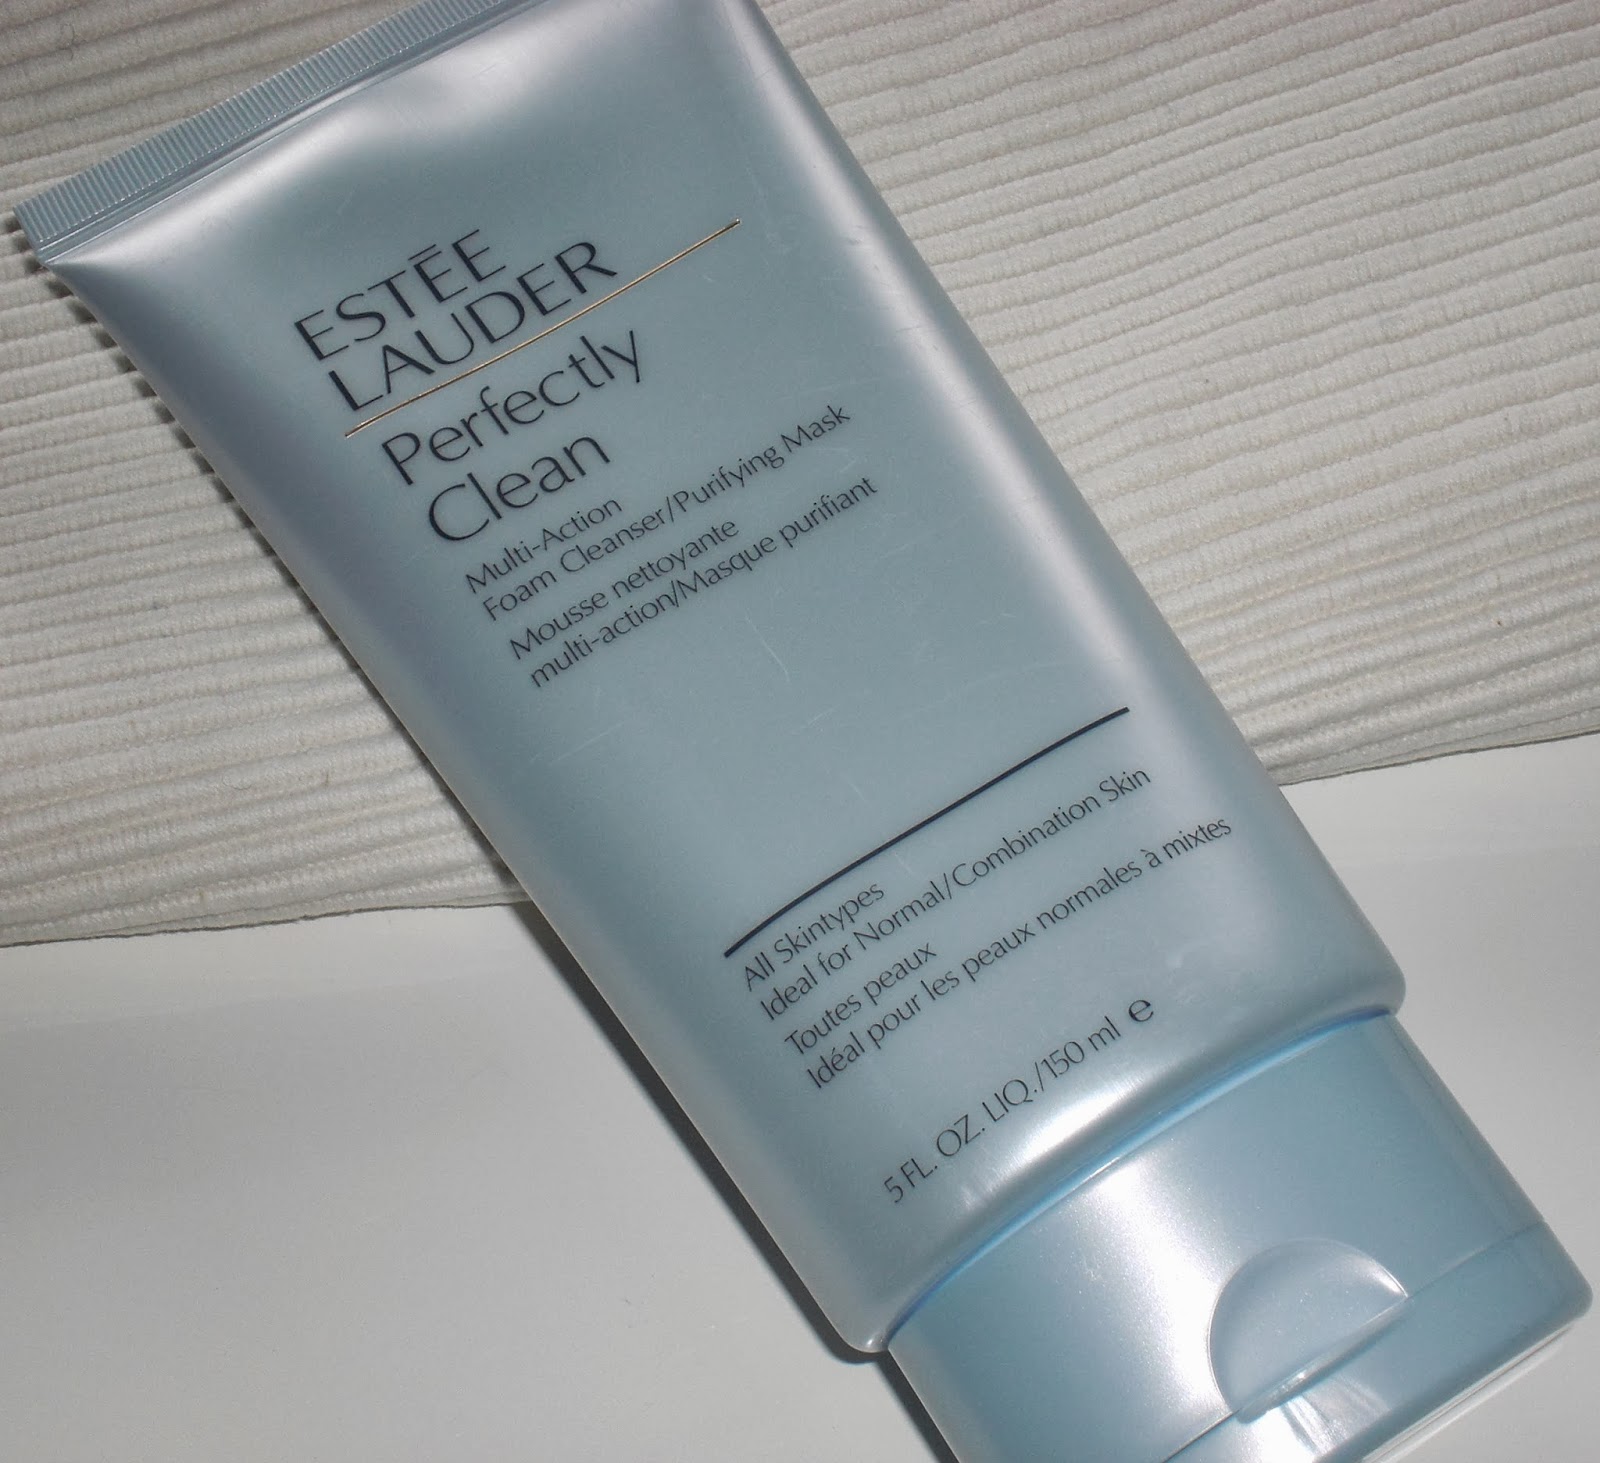 ESTĒE
LAUDER
Perfectly
Clean
Multi-Action
Foam Cleanser/Purifying Mask
Mousse nettoyante
multi-action/Masque purifiant
All Skintypes
Ideal for Normal/Combination Skin
Toutes peaux
Idéal pour les peaux normales à mixtes
5 FL. OZ. LIQ./150 ml ℮